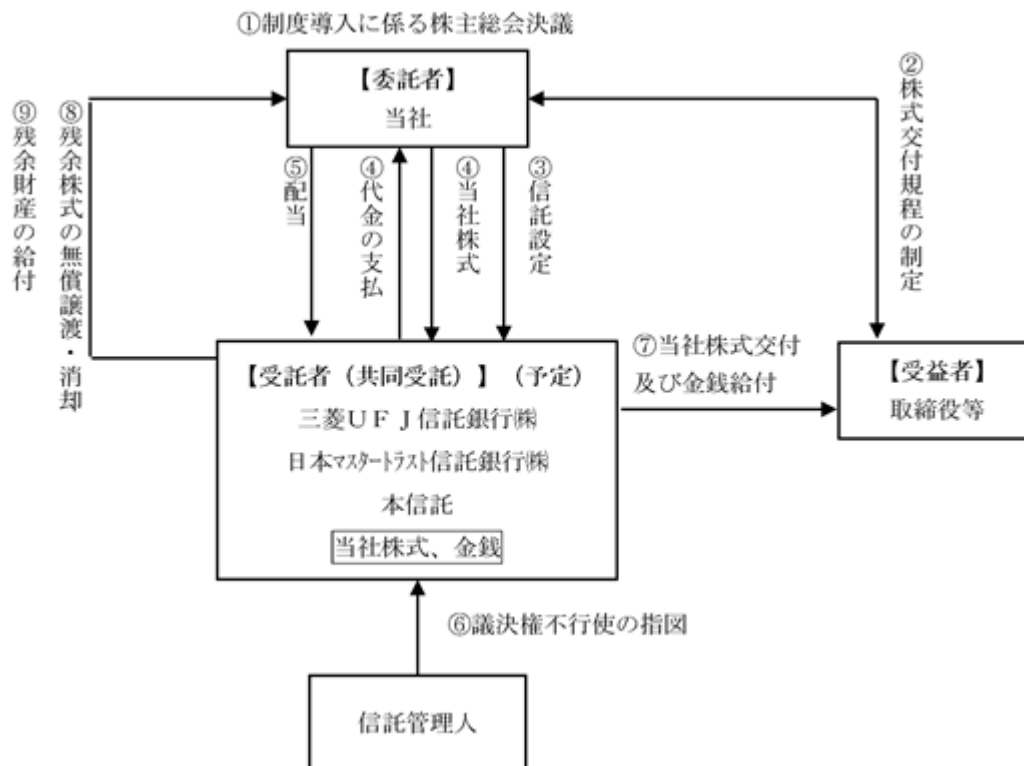 ①制度導入に係る株主総会決議
【委託者】
当社
②株式交付規程の制定
③信託設定
④当社株式
④代金の支払
⑤配当
⑧残余株式の無償譲渡・消却
⑨残余財産の給付
【受託者（共同受託）】（予定）
三菱ＵＦＪ信託銀行㈱
日本ﾏｽﾀｰﾄﾗｽﾄ信託銀行㈱
本信託
当社株式、金銭
⑦当社株式交付
及び金銭給付
【受益者】
取締役等
⑥議決権不行使の指図
信託管理人